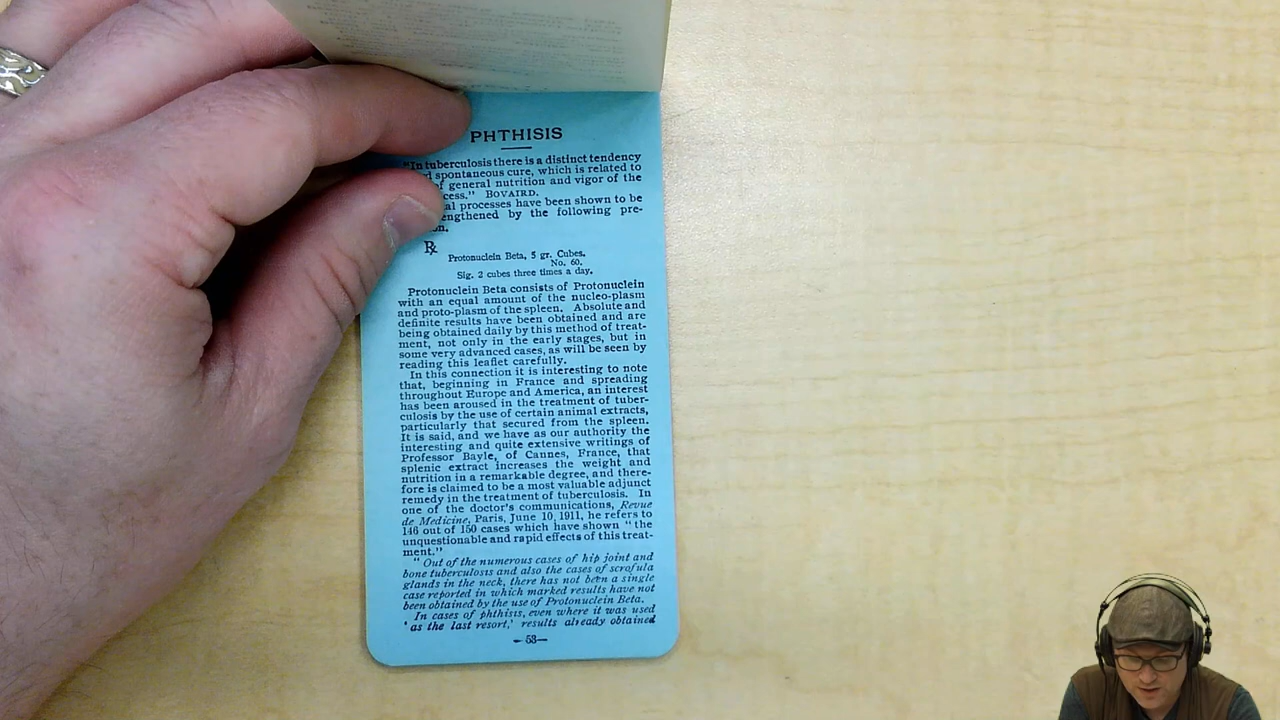 PHTHISIS
"In tuberculosis there is a distinct tendency
spontaneous cure, which is related to
general nutrition and vigor of the
cess." BOVAIRD.
al processes have been shown to be
engthened by the following pre-
on.
℞
Protonuclein Beta, 5 gr. Cubes.
No. 60.
Sig. 2 cubes three times a day.
Protonuclein Beta consists of Protonuclein
with an equal amount of the nucleo-plasm
and proto-plasm of the spleen. Absolute and
definite results have been obtained and are
being obtained daily by this method of treat-
ment, not only in the early stages, but in
some very advanced cases, as will be seen by
reading this leaflet carefully.
In this connection it is interesting to note
that, beginning in France and spreading
throughout Europe and America, an interest
has been aroused in the treatment of tuber-
culosis by the use of certain animal extracts,
particularly that secured from the spleen.
It is said, and we have as our authority the
interesting and quite extensive writings of
Professor Bayle, of Cannes, France, that
splenic extract increases the weight and
nutrition in a remarkable degree, and there-
fore is claimed to be a most valuable adjunct
remedy in the treatment of tuberculosis. In
one of the doctor's communications, Revue
de Medicine, Paris, June 10, 1911, he refers to
146 out of 150 cases which have shown "the
unquestionable and rapid effects of this treat-
ment."
"Out of the numerous cases of hip joint and
bone tuberculosis and also the cases of scrofula
glands in the neck, there has not been a single
case reported in which marked results have not
been obtained by the use of Protonuclein Beta.
In cases of phthisis, even where it was used
'as the last resort,' results already obtained
—53—